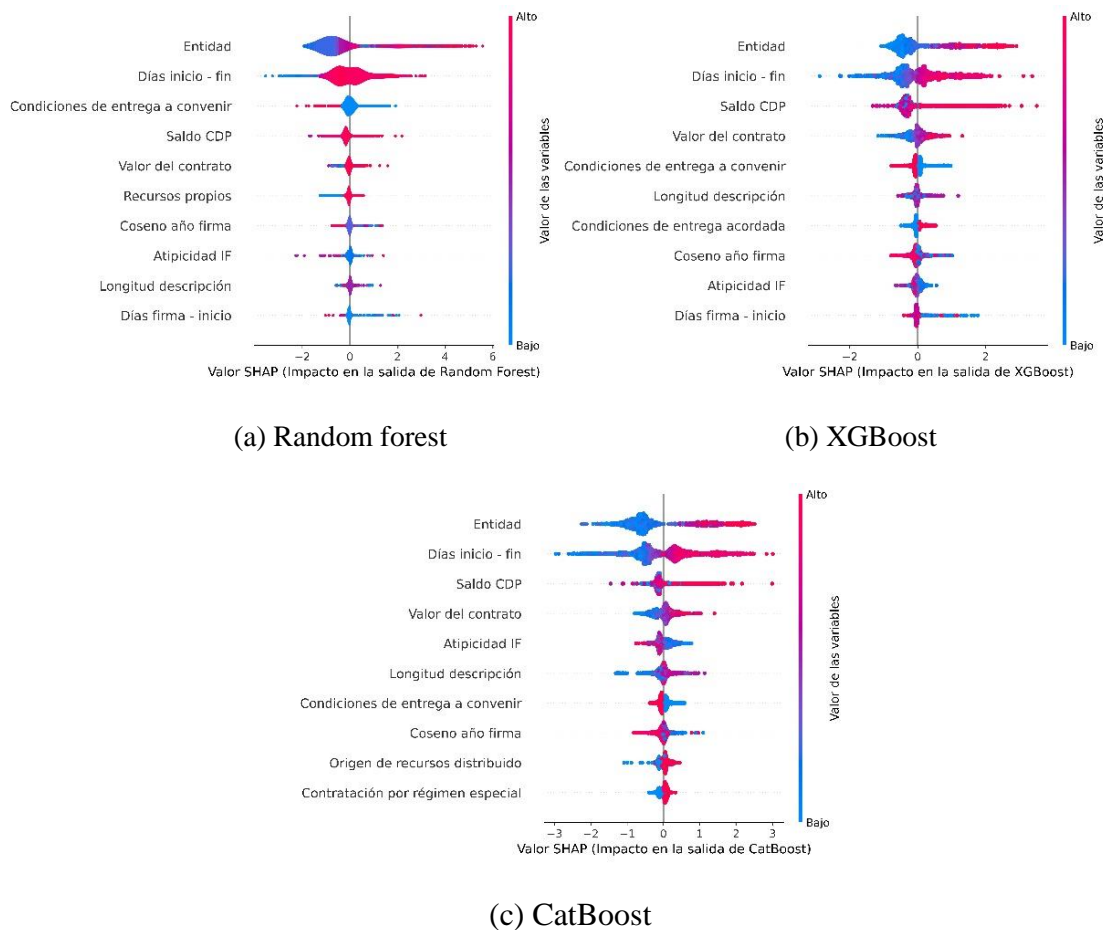 Alto
Entidad
Días inicio - fin
Condiciones de entrega a convenir
Saldo CDP
Valor del contrato
Recursos propios
Coseno año firma
Atipicidad IF
Longitud descripción
Días firma - inicio
Valor de las variables
Bajo
−2 0 2 4 6
Valor SHAP (Impacto en la salida de Random Forest)
(a) Random forest
Alto
Entidad
Días inicio - fin
Saldo CDP
Valor del contrato
Condiciones de entrega a convenir
Longitud descripción
Condiciones de entrega acordada
Coseno año firma
Atipicidad IF
Días firma - inicio
Valor de las variables
Bajo
−2 0 2
Valor SHAP (Impacto en la salida de XGBoost)
(b) XGBoost
Alto
Entidad
Días inicio - fin
Saldo CDP
Valor del contrato
Atipicidad IF
Longitud descripción
Condiciones de entrega a convenir
Coseno año firma
Origen de recursos distribuido
Contratación por régimen especial
Valor de las variables
Bajo
−3 −2 −1 0 1 2 3
Valor SHAP (Impacto en la salida de CatBoost)
(c) CatBoost